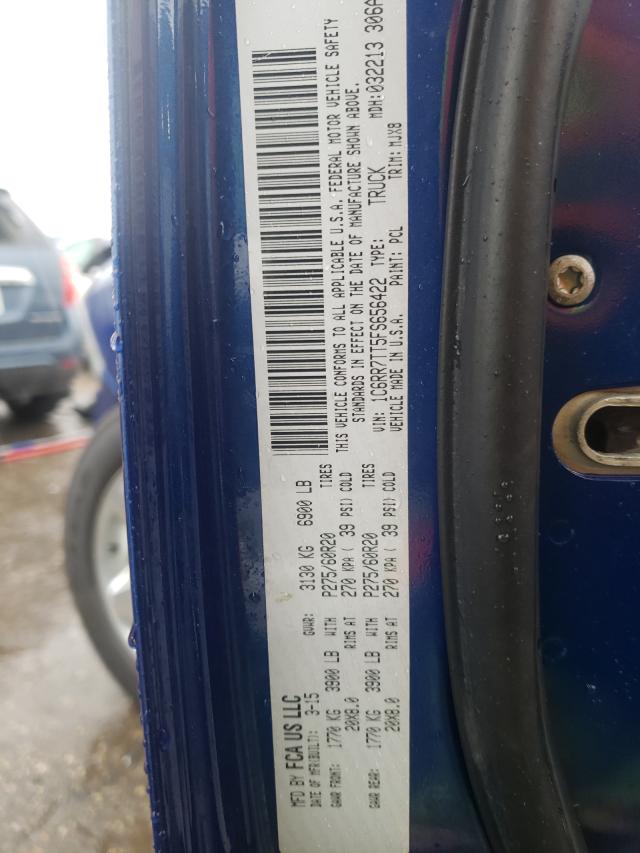 MFD BY FCA US LLC
DATE OF MFR(BUILT): 3-15 GVWR: 3130 KG 6900 LB
GAWR FRONT: 1770 KG 3900 LB WITH P275/60R20 TIRES
20X8.0 RIMS AT 270 KPA( 39 PSI) COLD
GAWR REAR: 1770 KG 3900 LB WITH P275/60R20 TIRES
20X8.0 RIMS AT 270 KPA( 39 PSI) COLD
THIS VEHICLE CONFORMS TO ALL APPLICABLE U.S.A. FEDERAL MOTOR VEHICLE SAFETY
STANDARDS IN EFFECT ON THE DATE OF MANUFACTURE SHOWN ABOVE.
VIN: 1C6RR7TT5FS656422 TYPE: TRUCK MDH:032213 306A
VEHICLE MADE IN U.S.A. PAINT: PCL TRIM: MJX8